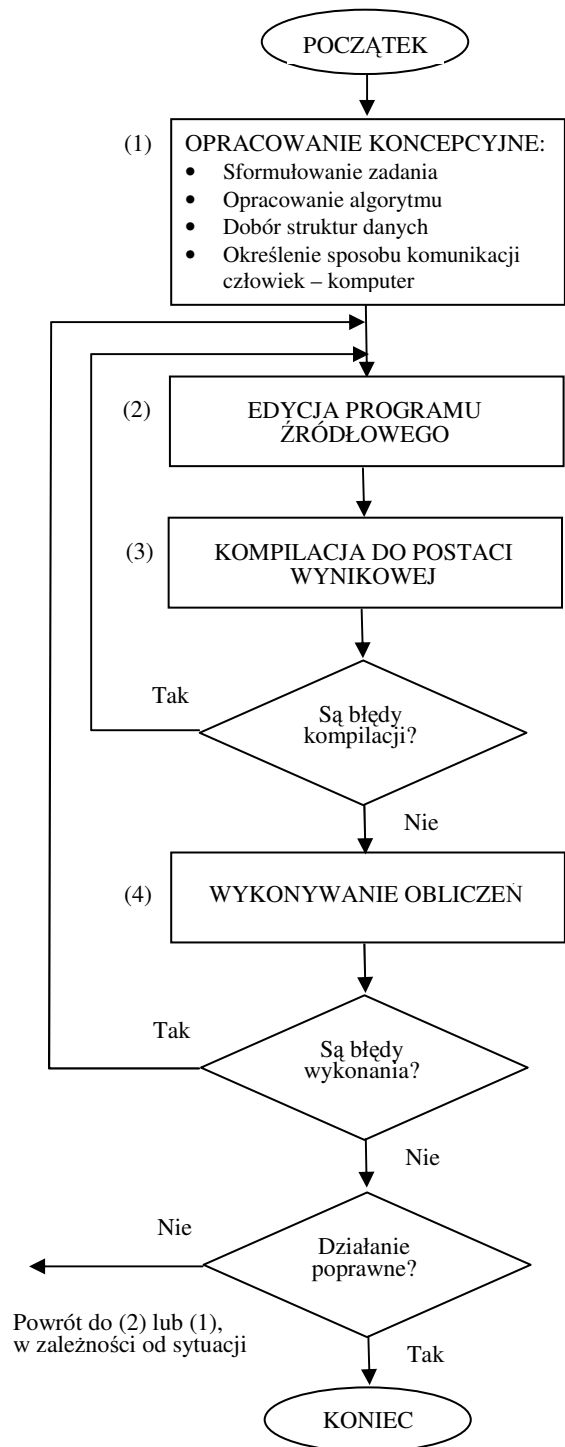 POCZĄTEK
(1)
OPRACOWANIE KONCEPCYJNE:
• Sformułowanie zadania
• Opracowanie algorytmu
• Dobór struktur danych
• Określenie sposobu komunikacji
człowiek – komputer
(2)
EDYCJA PROGRAMU
ŹRÓDŁOWEGO
(3)
KOMPILACJA DO POSTACI
WYNIKOWEJ
Tak
Są błędy
kompilacji?
Nie
(4)
WYKONYWANIE OBLICZEŃ
Tak
Są błędy
wykonania?
Nie
Nie
Działanie
poprawne?
Powrót do (2) lub (1),
w zależności od sytuacji
Tak
KONIEC